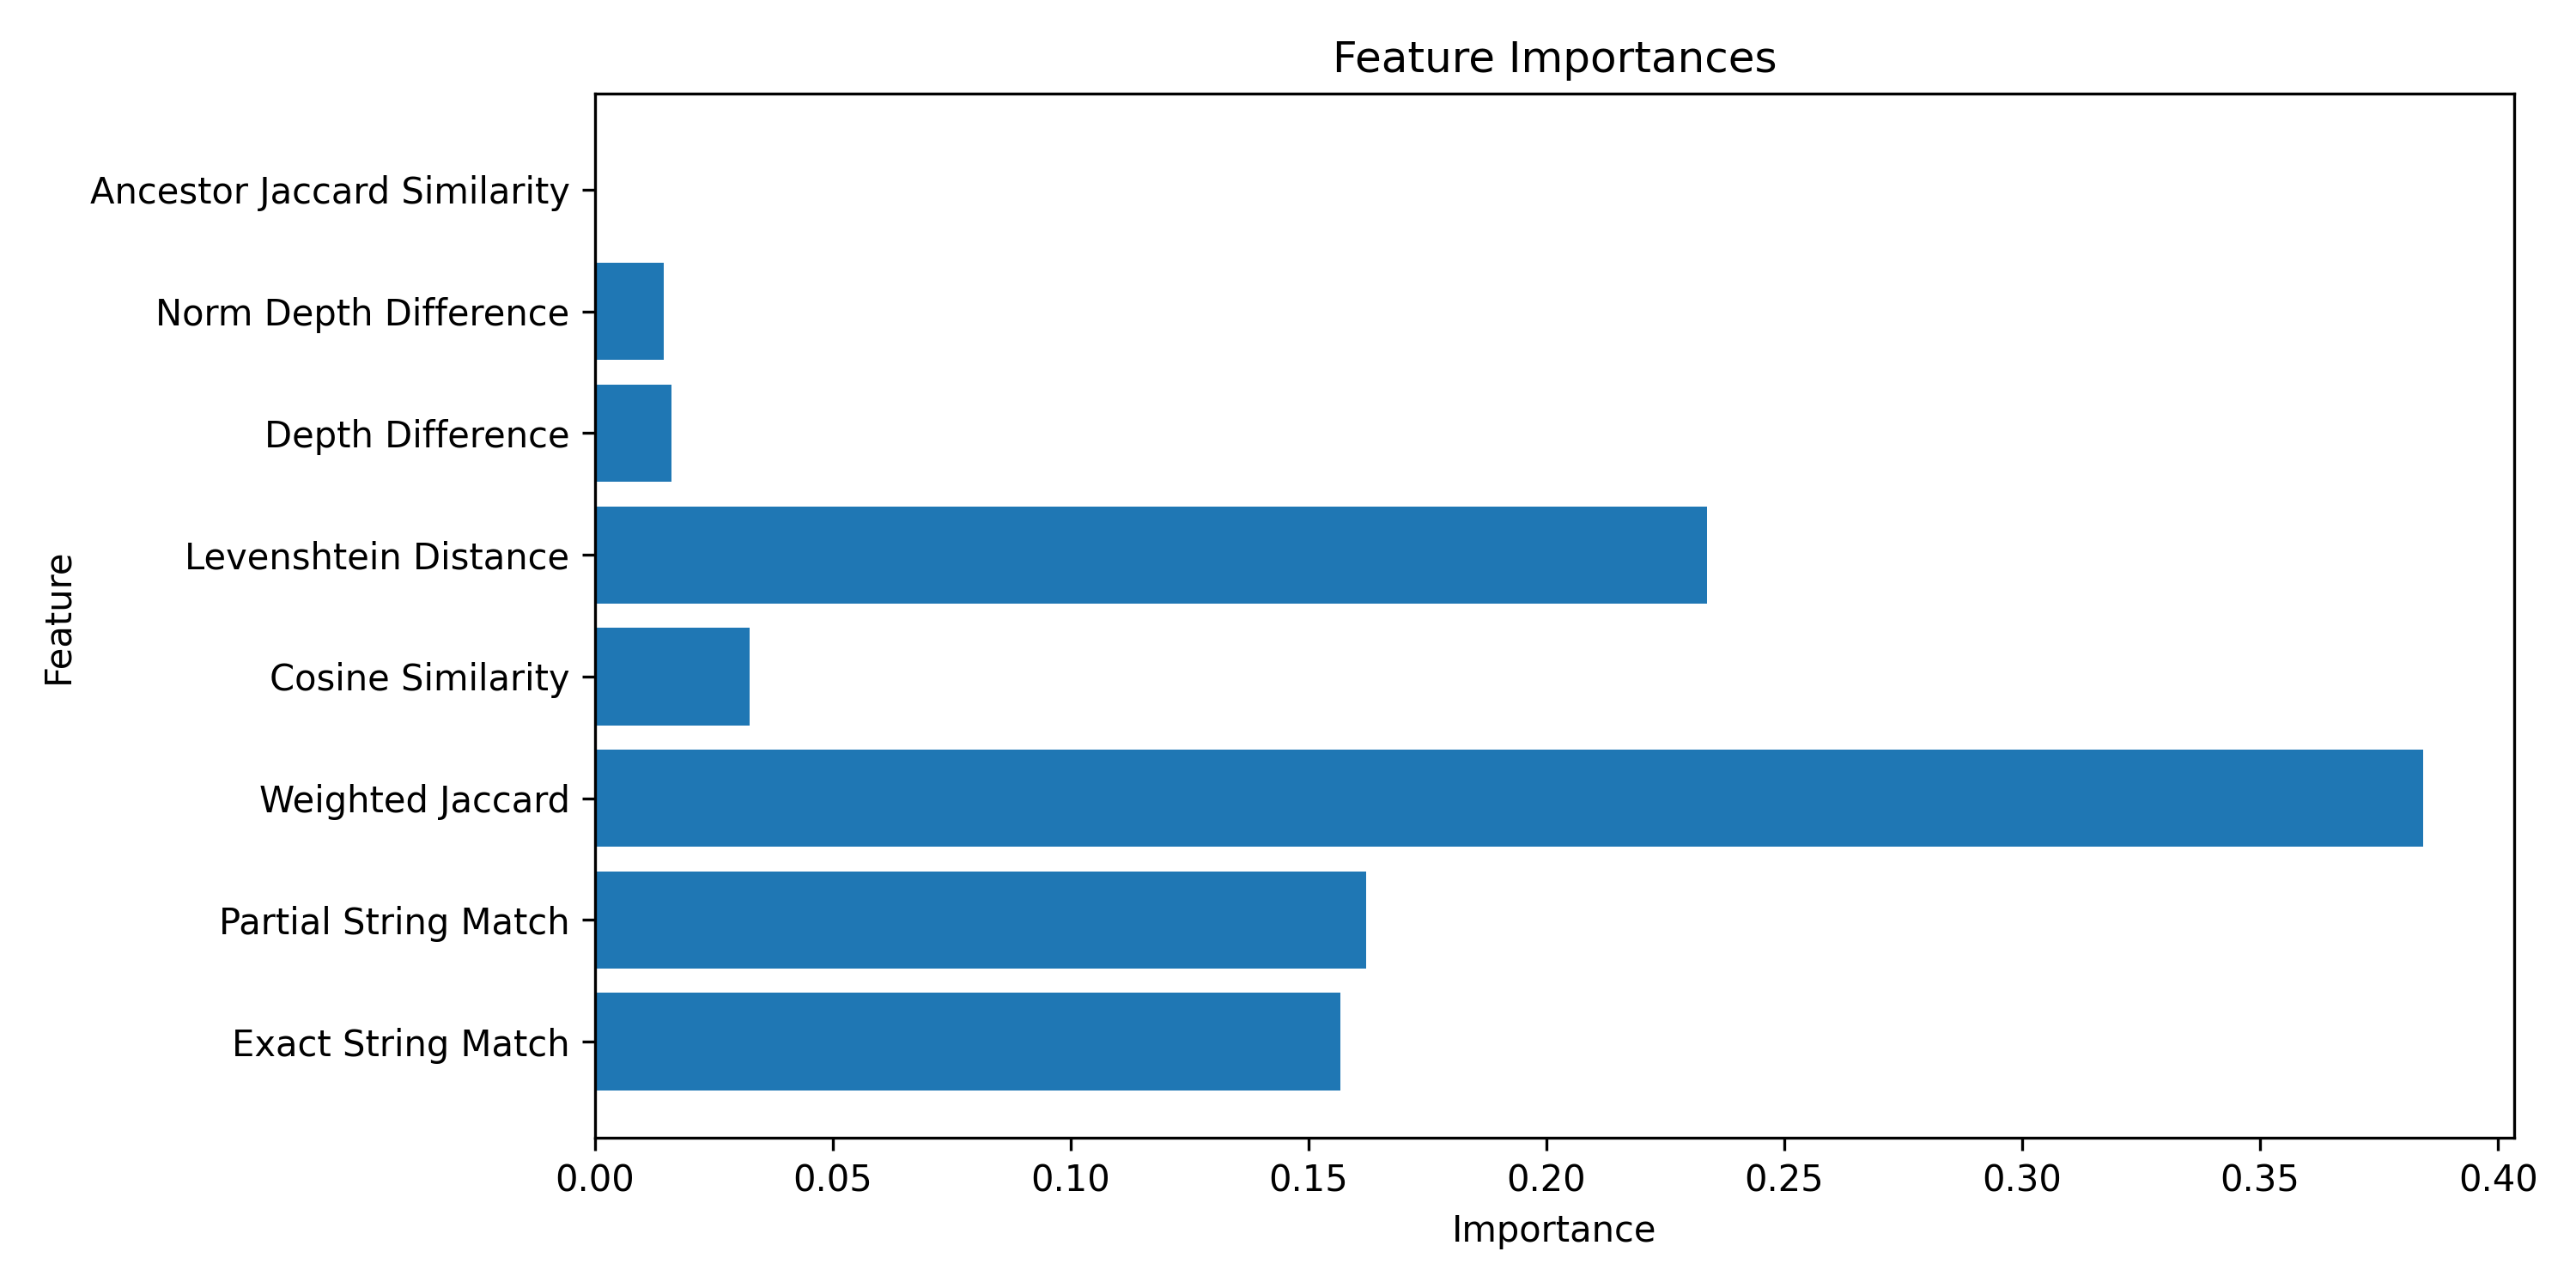 Feature Importances
Ancestor Jaccard Similarity
Norm Depth Difference
Depth Difference
Levenshtein Distance
Cosine Similarity
Weighted Jaccard
Partial String Match
Exact String Match
Feature
0.00 0.05 0.10 0.15 0.20 0.25 0.30 0.35 0.40
Importance